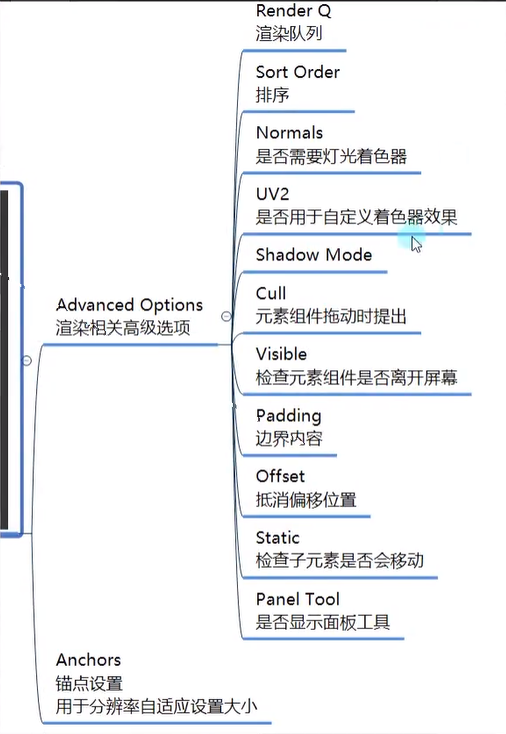 Render Q
渲染队列
Sort Order
排序
Normals
是否需要灯光着色器
UV2
是否用于自定义着色器效果
Shadow Mode
Cull
元素组件拖动时提出
Visible
检查元素组件是否离开屏幕
Padding
边界内容
Offset
抵消偏移位置
Static
检查子元素是否会移动
Panel Tool
是否显示面板工具
Advanced Options
渲染相关高级选项
Anchors
锚点设置
用于分辨率自适应设置大小